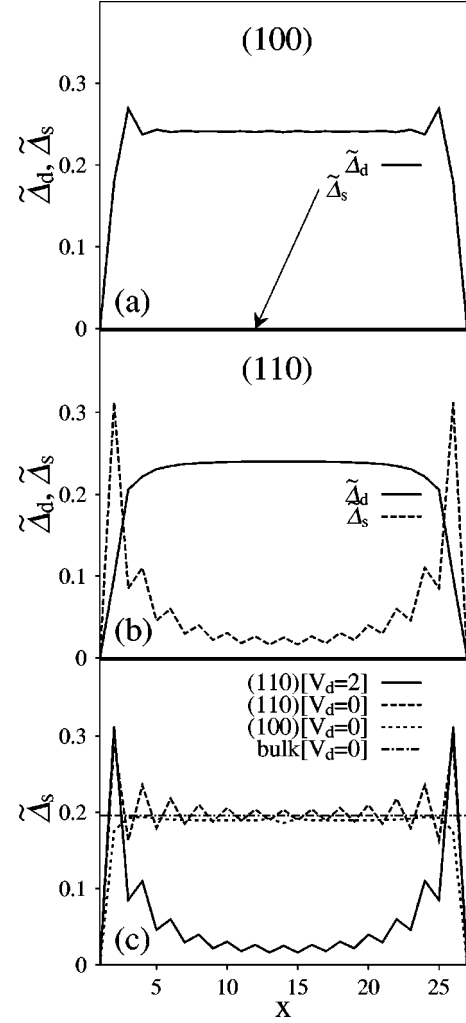 (100)
0.3
0.2
0.1
0
Δ̃d, Δ̃s
Δ̃d
Δ̃s
(a)
(110)
0.3
0.2
0.1
0
Δ̃d, Δ̃s
Δ̃d
Δ̃s
(b)
(110)[Vd=2]
(110)[Vd=0]
(100)[Vd=0]
bulk[Vd=0]
0.3
0.2
0.1
0
Δ̃s
(c)
5 10 15 20 25
X